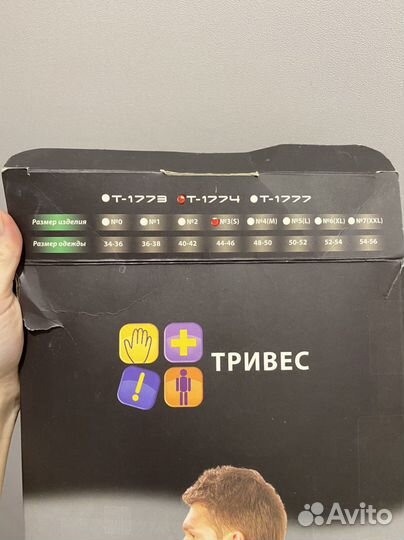 Т-1773 Т-1774 Т-1777
Размер изделия №0 №1 №2 №3(S) №4(M) №5(L) №6(XL) №7(XXL)
Размер одежды 34-36 36-38 40-42 44-46 48-50 50-52 52-54 54-56
ТРИВЕС
Avito